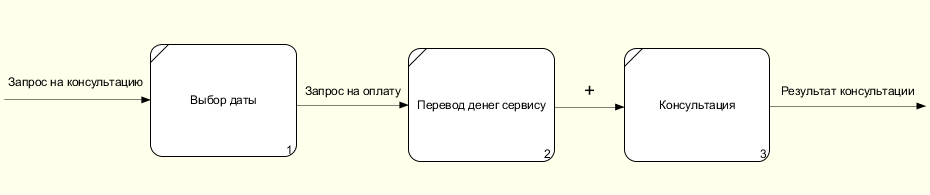 Запрос на консультацию
Выбор даты
1
Запрос на оплату
Перевод денег сервису
2
+
Консультация
3
Результат консультации